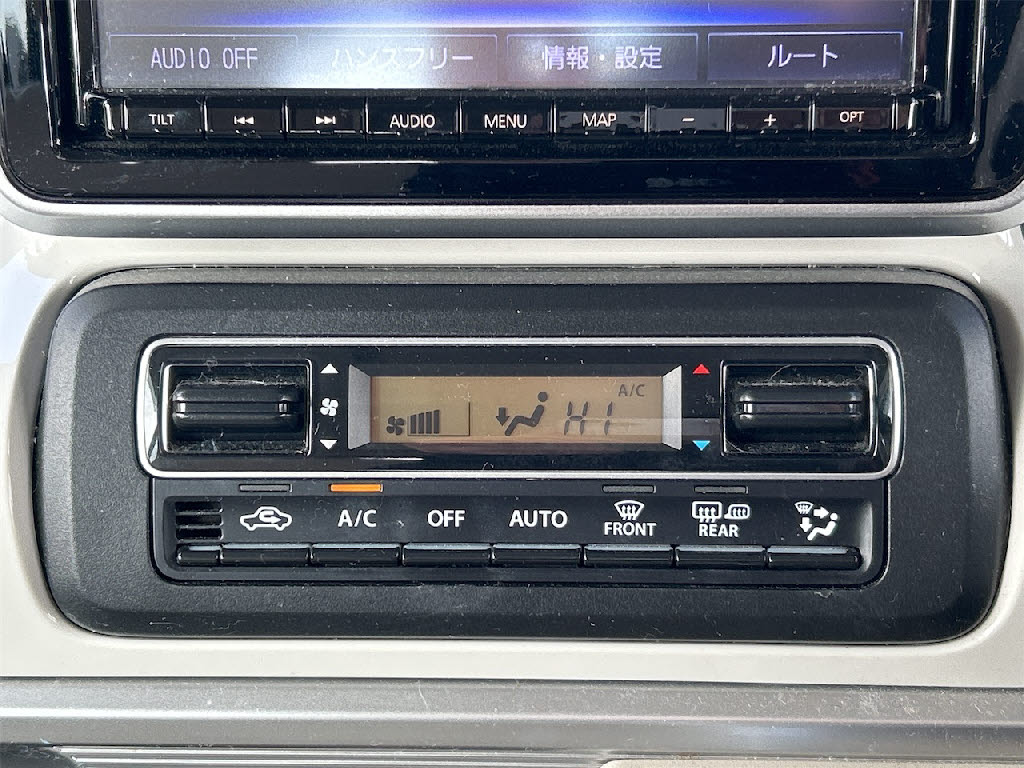 AUDIO OFF ハンズフリー 情報・設定 ルート
TILT AUDIO MENU MAP − + OPT
A/C
HI
A/C OFF AUTO FRONT REAR